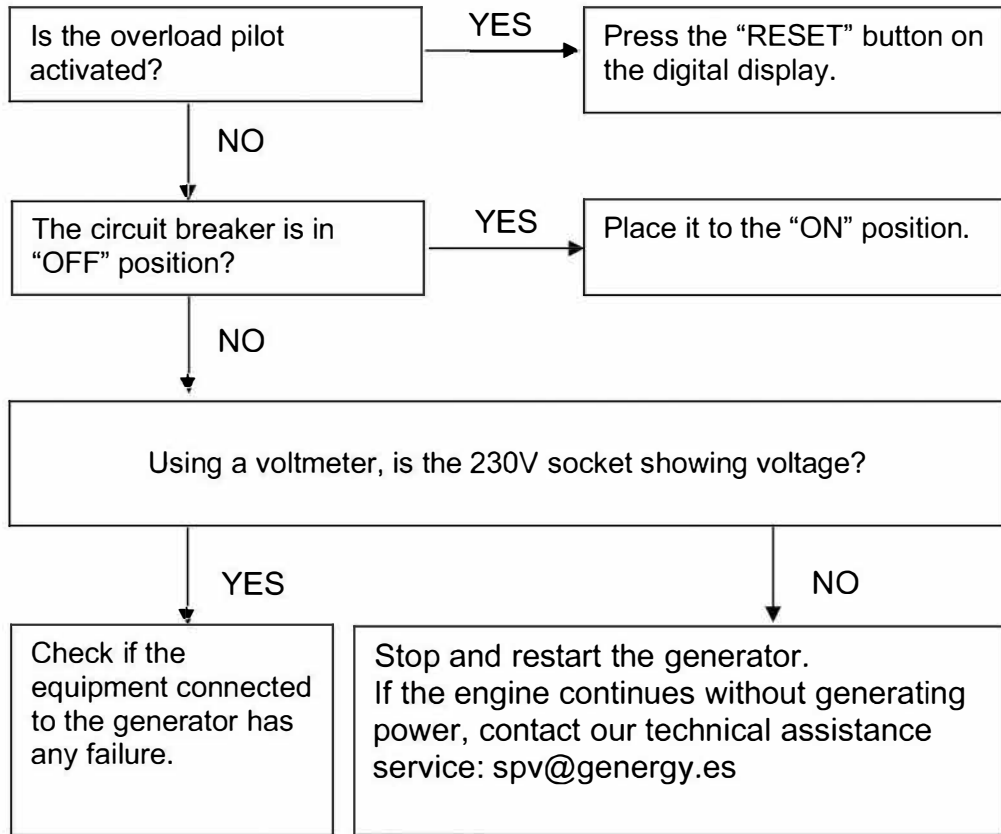 Is the overload pilot
activated?
YES
Press the “RESET” button on
the digital display.
NO
The circuit breaker is in
“OFF” position?
YES
Place it to the “ON” position.
NO
Using a voltmeter, is the 230V socket showing voltage?
YES
NO
Check if the
equipment connected
to the generator has
any failure.
Stop and restart the generator.
If the engine continues without generating
power, contact our technical assistance
service: spv@genergy.es